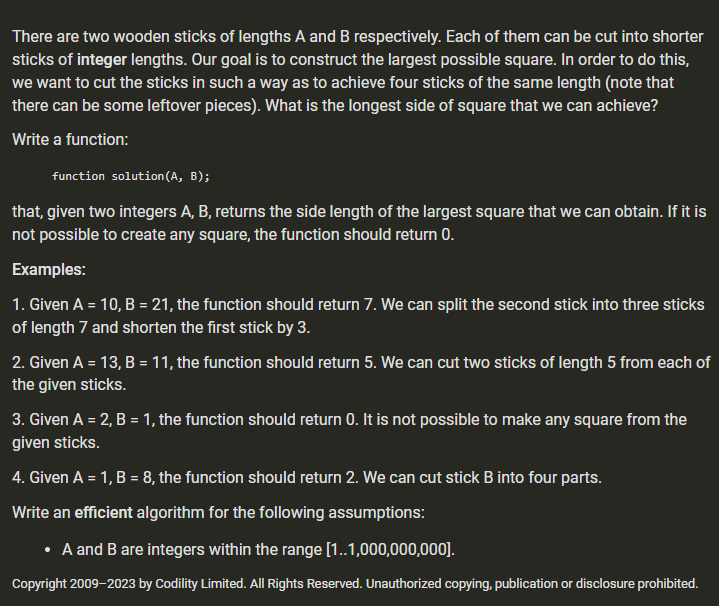 There are two wooden sticks of lengths A and B respectively. Each of them can be cut into shorter
sticks of integer lengths. Our goal is to construct the largest possible square. In order to do this,
we want to cut the sticks in such a way as to achieve four sticks of the same length (note that
there can be some leftover pieces). What is the longest side of square that we can achieve?
Write a function:
function solution(A, B);
that, given two integers A, B, returns the side length of the largest square that we can obtain. If it is
not possible to create any square, the function should return 0.
Examples:
1. Given A = 10, B = 21, the function should return 7. We can split the second stick into three sticks
of length 7 and shorten the first stick by 3.
2. Given A = 13, B = 11, the function should return 5. We can cut two sticks of length 5 from each of
the given sticks.
3. Given A = 2, B = 1, the function should return 0. It is not possible to make any square from the
given sticks.
4. Given A = 1, B = 8, the function should return 2. We can cut stick B into four parts.
Write an efficient algorithm for the following assumptions:
• A and B are integers within the range [1..1,000,000,000].
Copyright 2009–2023 by Codility Limited. All Rights Reserved. Unauthorized copying, publication or disclosure prohibited.